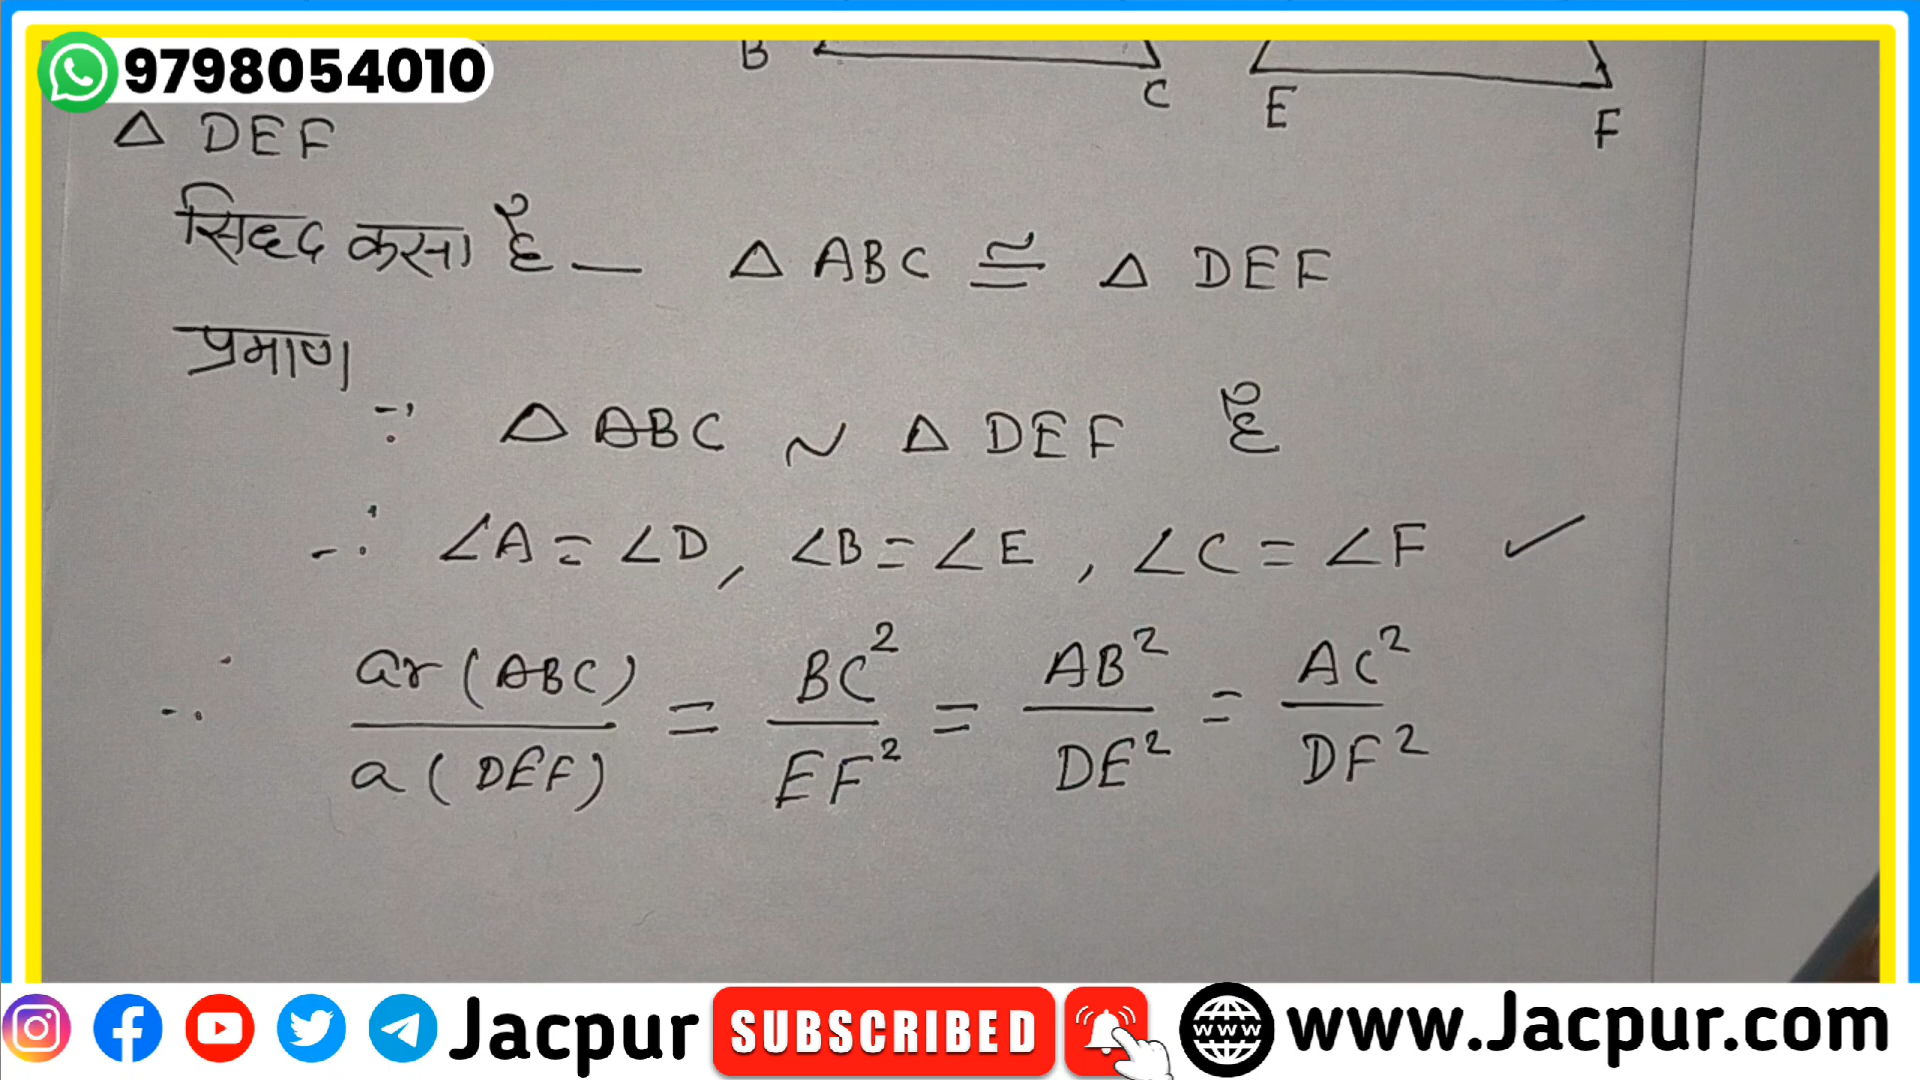 9798054010
B
C E F
△ DEF
सिद्ध करना है — △ ABC ≅ △ DEF
प्रमाण
∵ △ ABC ~ △ DEF है
∴ ∠A = ∠D, ∠B = ∠E, ∠C = ∠F ✓
∴ ar(ABC)/a(DEF) = BC²/EF² = AB²/DE² = AC²/DF²
Jacpur SUBSCRIBED www www.Jacpur.com